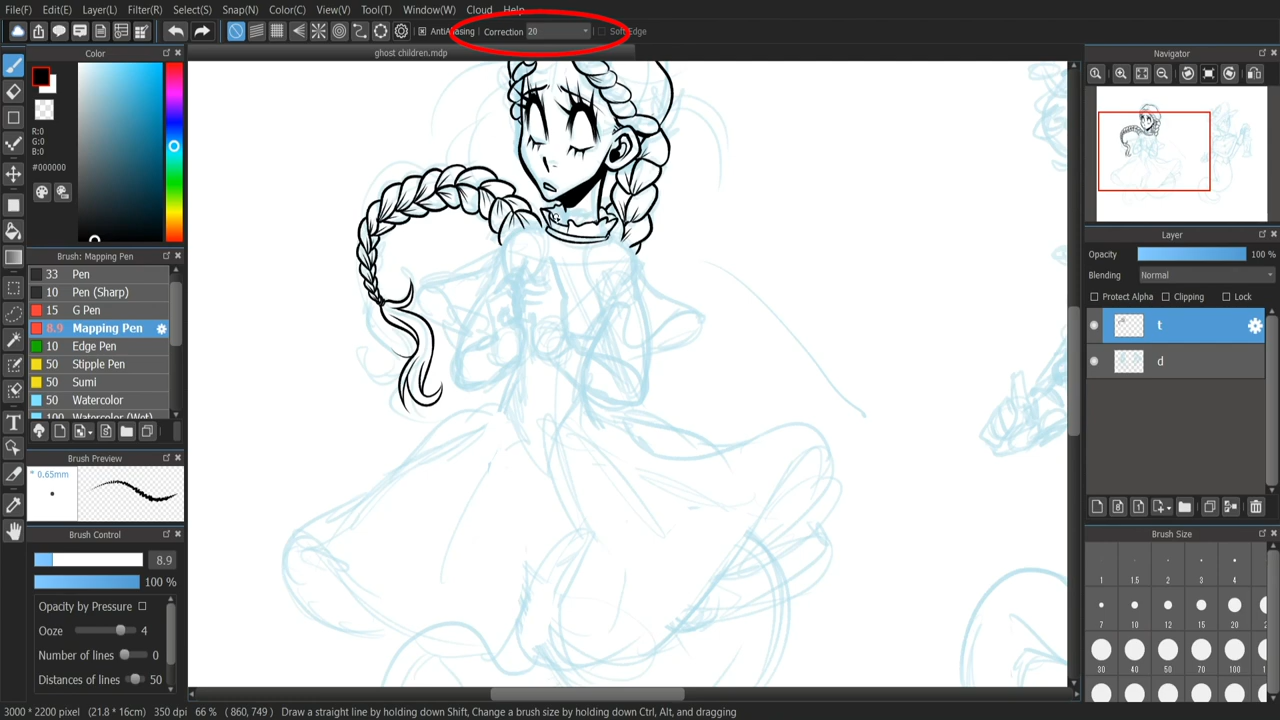 File(F) Edit(E) Layer(L) Filter(R) Select(S) Snap(N) Color(C) View(V) Tool(T) Window(W) Cloud Help
AntiAliasing Correction 20 Soft Edge
Color
ghost children.mdp
Navigator
R:0
G:0
B:0
#000000
Brush: Mapping Pen
33 Pen
10 Pen (Sharp)
15 G Pen
8.9 Mapping Pen
10 Edge Pen
50 Stipple Pen
50 Sumi
50 Watercolor
100 Watercolor (Wet)
Brush Preview
* 0.65mm
Brush Control
8.9
100 %
Opacity by Pressure
Ooze 4
Number of lines 0
Distances of lines 50
Layer
Opacity 100 %
Blending Normal
Protect Alpha Clipping Lock
t
d
Brush Size
1 1.5 2 3 4
7 10 12 15 20
30 40 50 70 100
3000 * 2200 pixel (21.8 * 16cm) 350 dpi 66 % ( 860, 749 ) Draw a straight line by holding down Shift, Change a brush size by holding down Ctrl, Alt, and dragging